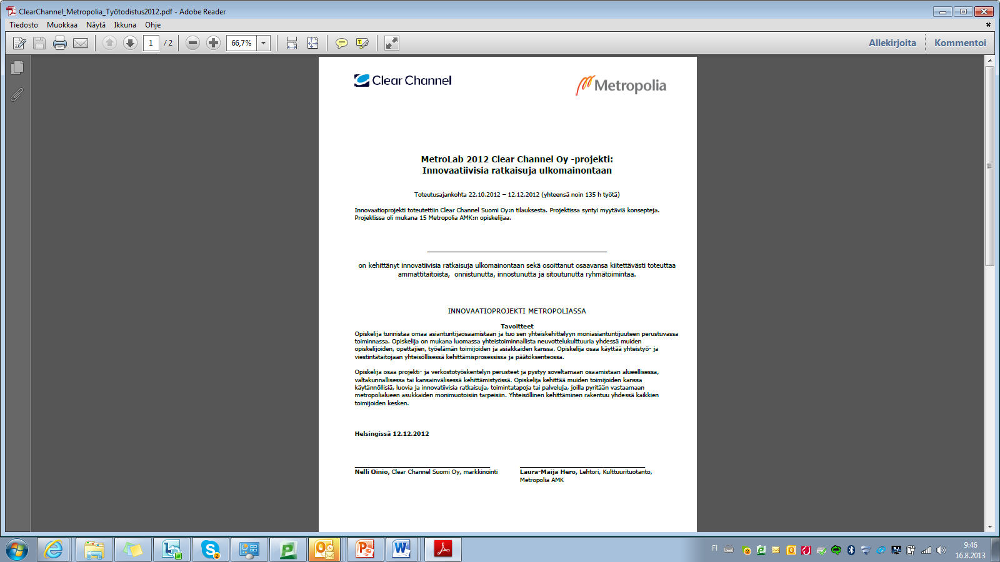 ClearChannel_Metropolia_Työtodistus2012.pdf - Adobe Reader
Tiedosto Muokkaa Näytä Ikkuna Ohje
1 / 2 66,7% Allekirjoita Kommentoi
Clear Channel Metropolia
MetroLab 2012 Clear Channel Oy -projekti:
Innovaatiivisia ratkaisuja ulkomainontaan
Toteutusajankohta 22.10.2012 – 12.12.2012 (yhteensä noin 135 h työtä)
Innovaatioprojekti toteutettiin Clear Channel Suomi Oy:n tilauksesta. Projektissa syntyi myytäviä konsepteja.
Projektissa oli mukana 15 Metropolia AMK:n opiskelijaa.
on kehittänyt innovatiivisia ratkaisuja ulkomainontaan sekä osoittanut osaavansa kiitettävästi toteuttaa
ammattitaitoista, onnistunutta, innostunutta ja sitoutunutta ryhmätoimintaa.
INNOVAATIOPROJEKTI METROPOLIASSA
Tavoitteet
Opiskelija tunnistaa omaa asiantuntijaosaamistaan ja tuo sen yhteiskehittelyyn moniasiantuntijuuteen perustuvassa
toiminnassa. Opiskelija on mukana luomassa yhteistoiminnallista neuvottelukulttuuria yhdessä muiden
opiskelijoiden, opettajien, työelämän toimijoiden ja asiakkaiden kanssa. Opiskelija osaa käyttää yhteistyö- ja
viestintätaitojaan yhteisöllisessä kehittämisprosessissa ja päätöksenteossa.
Opiskelija osaa projekti- ja verkostotyöskentelyn perusteet ja pystyy soveltamaan osaamistaan alueellisessa,
valtakunnallisessa tai kansainvälisessä kehittämistyössä. Opiskelija kehittää muiden toimijoiden kanssa
käytännöllisiä, luovia ja innovatiivisia ratkaisuja, toimintatapoja tai palveluja, joilla pyritään vastaamaan
metropolialueen asukkaiden monimuotoisiin tarpeisiin. Yhteisöllinen kehittäminen rakentuu yhdessä kaikkien
toimijoiden kesken.
Helsingissä 12.12.2012
Nelli Oinio, Clear Channel Suomi Oy, markkinointi
Laura-Maija Hero, Lehtori, Kulttuurituotanto,
Metropolia AMK
FI 9:46
16.8.2013